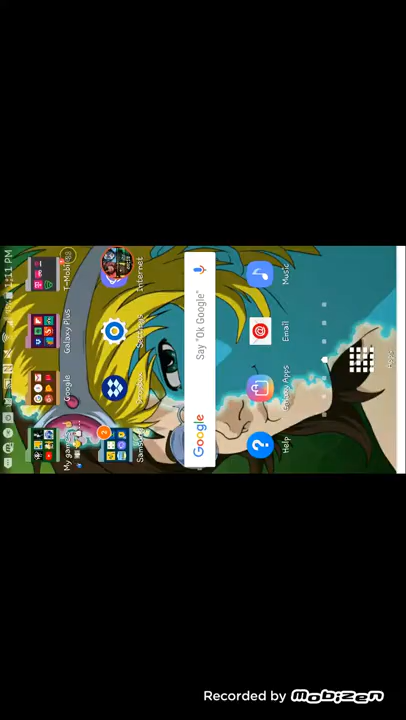 1:11 PM
My games
Google
Galaxy Plus
T-Mobile
2
Samsung
Dropbox
Settings
Internet
Google
Say "Ok Google"
Help
Galaxy Apps
Email
Music
Apps
Recorded by Mobizen